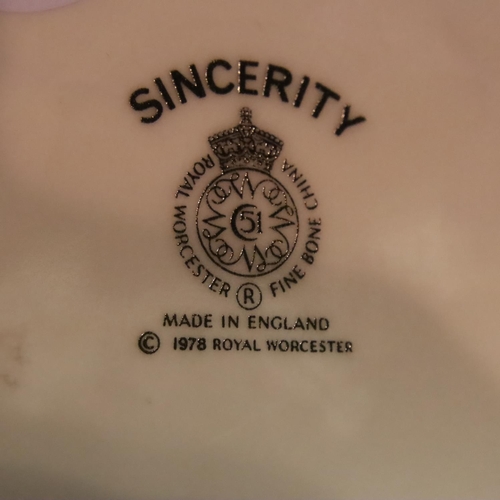 SINCERITY
ROYAL WORCESTER
FINE BONE CHINA
51
®
MADE IN ENGLAND
© 1978 ROYAL WORCESTER